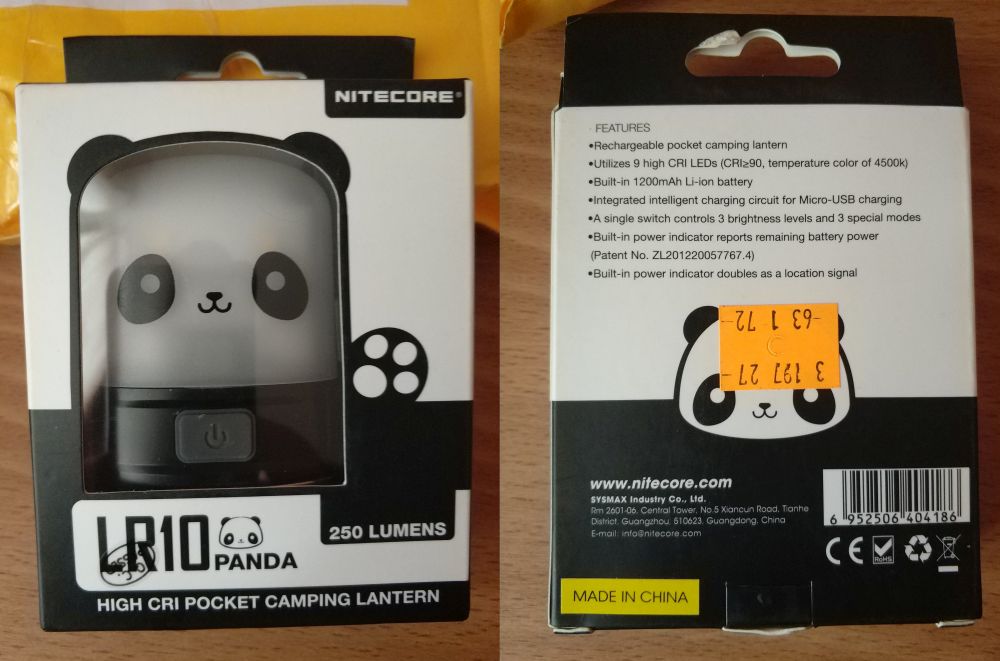 NITECORE®
LR10
PANDA
250 LUMENS
HIGH CRI POCKET CAMPING LANTERN
FEATURES
•Rechargeable pocket camping lantern
•Utilizes 9 high CRI LEDs (CRI≥90, temperature color of 4500k)
•Built-in 1200mAh Li-ion battery
•Integrated intelligent charging circuit for Micro-USB charging
•A single switch controls 3 brightness levels and 3 special modes
•Built-in power indicator reports remaining battery power
(Patent No. ZL201220057767.4)
•Built-in power indicator doubles as a location signal
3 197 27-
-63 1 72-
www.nitecore.com
SYSMAX Industry Co., Ltd.
Rm 2601-06, Central Tower, No.5 Xiancun Road, Tianhe
District, Guangzhou, 510623, Guangdong, China
E-mail: info@nitecore.com
6 952506 404186
CE RoHS
MADE IN CHINA